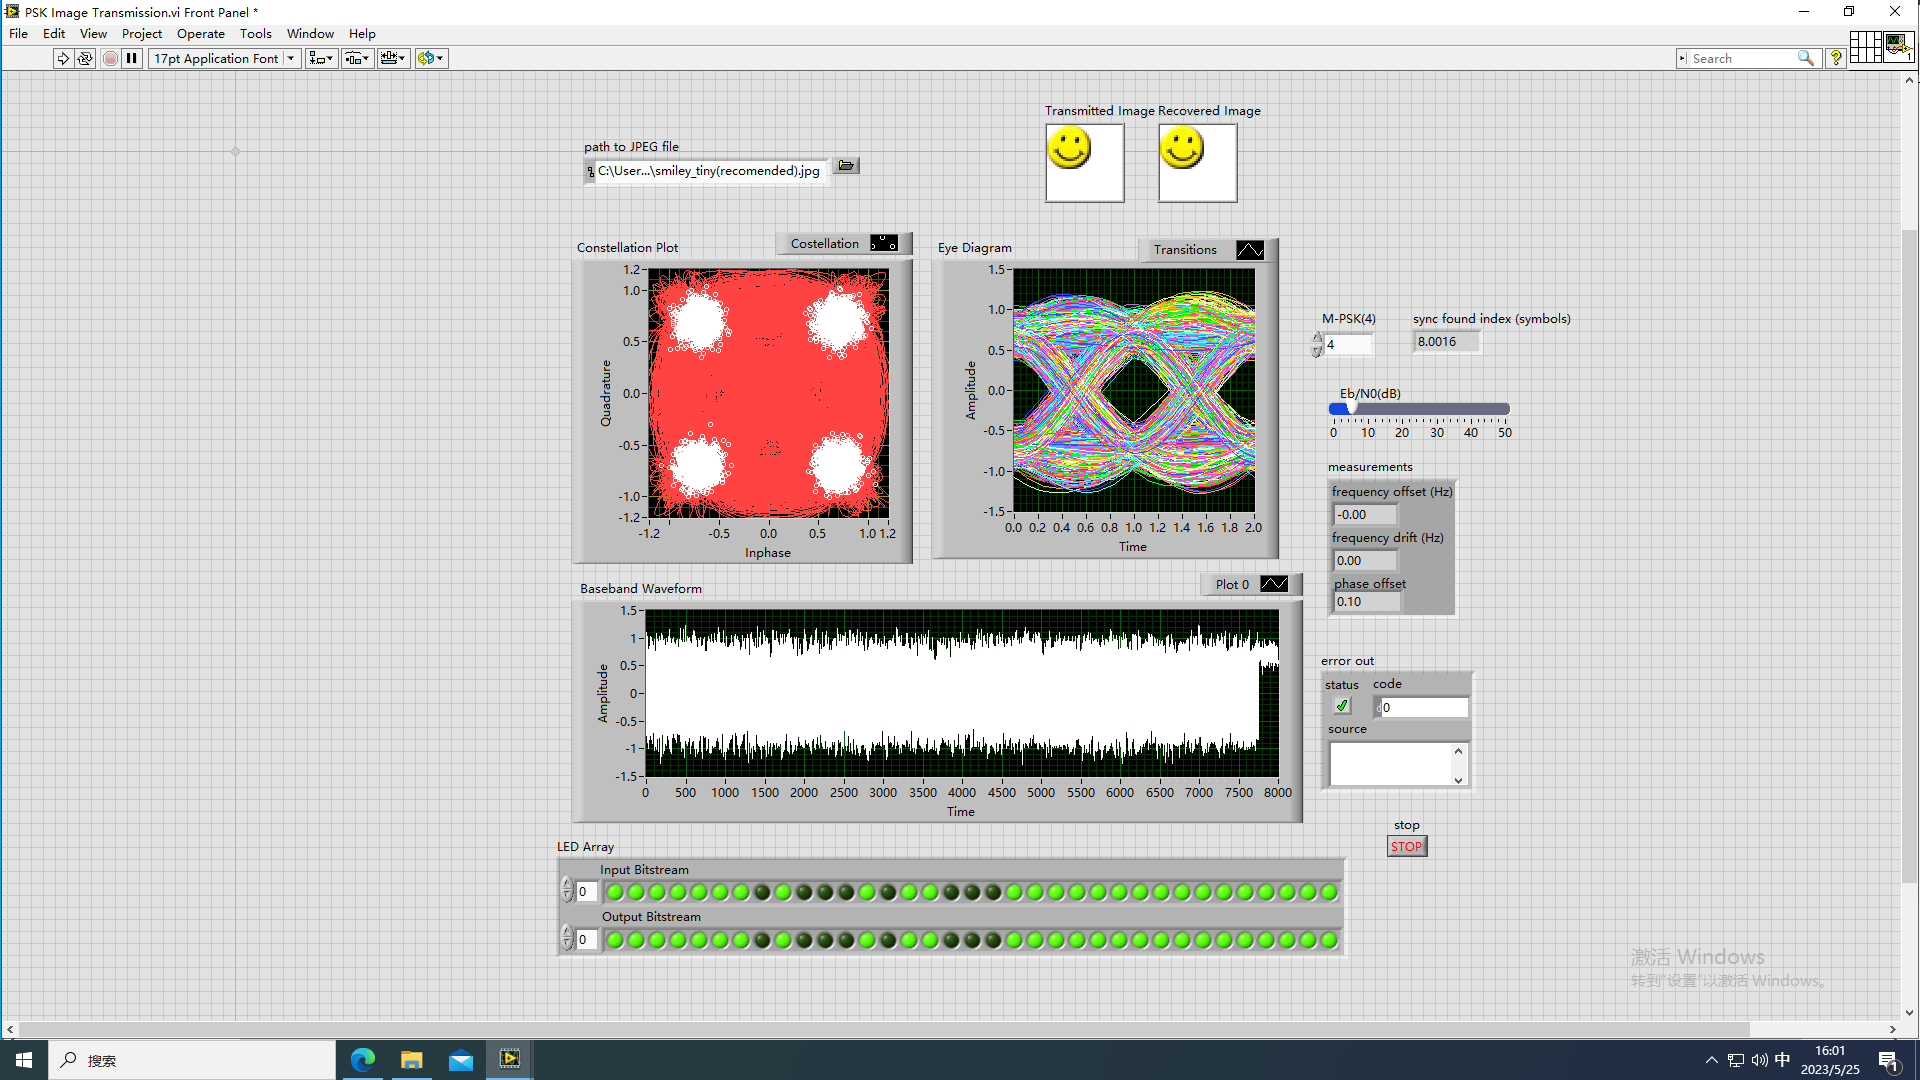 PSK Image Transmission.vi Front Panel *
File Edit View Project Operate Tools Window Help
17pt Application Font
Search
?
1
Transmitted Image Recovered Image
path to JPEG file
C:\User...\smiley_tiny(recomended).jpg
Constellation Plot
Costellation
1.2
1.0
0.5
0.0
-0.5
-1.0
-1.2
Quadrature
-1.2 -0.5 0.0 0.5 1.0 1.2
Inphase
Eye Diagram
Transitions
1.5
1.0
0.5
0.0
-0.5
-1.0
-1.5
Amplitude
0.0 0.2 0.4 0.6 0.8 1.0 1.2 1.4 1.6 1.8 2.0
Time
M-PSK(4)
4
sync found index (symbols)
8.0016
Eb/N0(dB)
0 10 20 30 40 50
measurements
frequency offset (Hz)
-0.00
frequency drift (Hz)
0.00
phase offset
0.10
Baseband Waveform
Plot 0
1.5
1
0.5
0
-0.5
-1
-1.5
Amplitude
0 500 1000 1500 2000 2500 3000 3500 4000 4500 5000 5500 6000 6500 7000 7500 8000
Time
error out
status code
0
source
stop
STOP
LED Array
Input Bitstream
0
Output Bitstream
0
激活 Windows
转到"设置"以激活 Windows。
搜索
中
16:01
2023/5/25
1